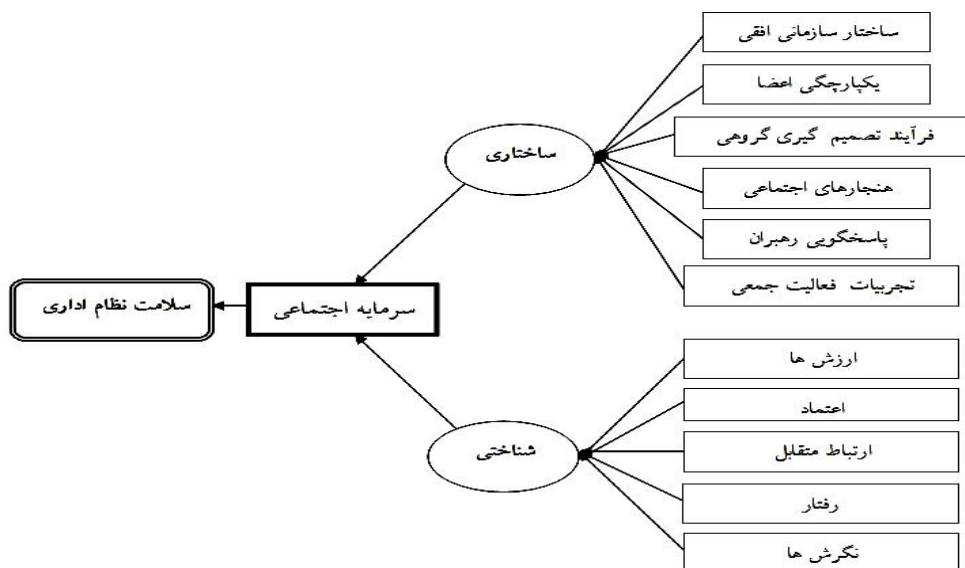 ساختار سازمانی افقی
یکپارچگی اعضا
فرآیند تصمیم گیری گروهی
هنجارهای اجتماعی
پاسخگویی رهبران
تجربیات فعالیت جمعی
ساختاری
سرمایه اجتماعی
سلامت نظام اداری
ارزش ها
اعتماد
ارتباط متقابل
رفتار
نگرش ها
شناختی